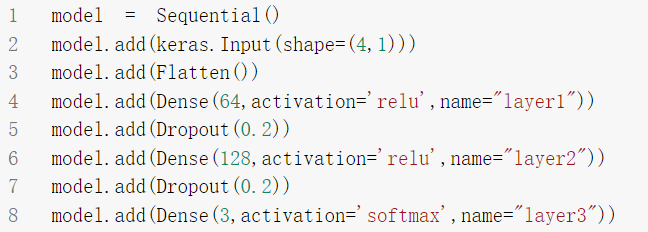 1 model = Sequential()
2 model.add(keras.Input(shape=(4,1)))
3 model.add(Flatten())
4 model.add(Dense(64,activation='relu',name="layer1"))
5 model.add(Dropout(0.2))
6 model.add(Dense(128,activation='relu',name="layer2"))
7 model.add(Dropout(0.2))
8 model.add(Dense(3,activation='softmax',name="layer3"))